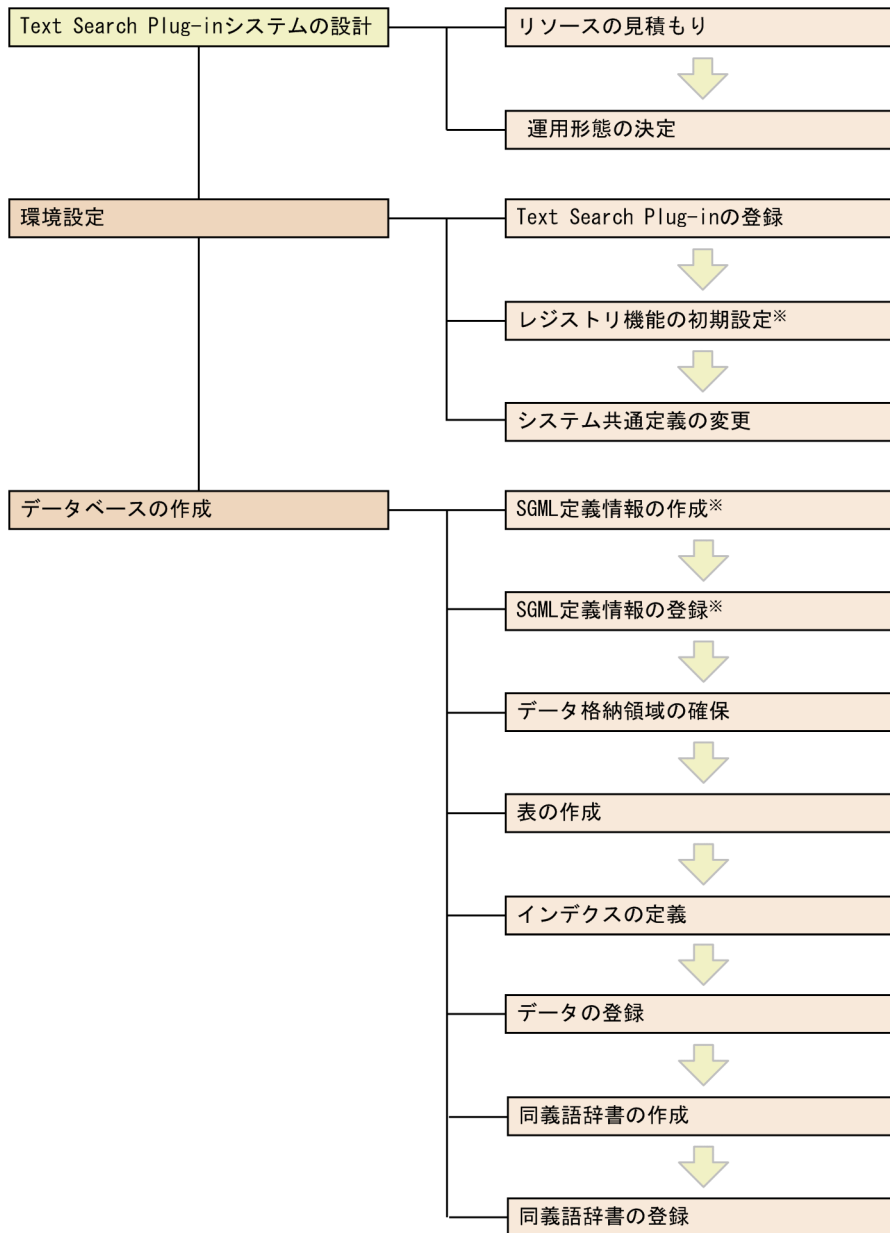 Text Search Plug-inシステムの設計
リソースの見積もり
運用形態の決定
環境設定
Text Search Plug-inの登録
レジストリ機能の初期設定※
システム共通定義の変更
データベースの作成
SGML定義情報の作成※
SGML定義情報の登録※
データ格納領域の確保
表の作成
インデクスの定義
データの登録
同義語辞書の作成
同義語辞書の登録